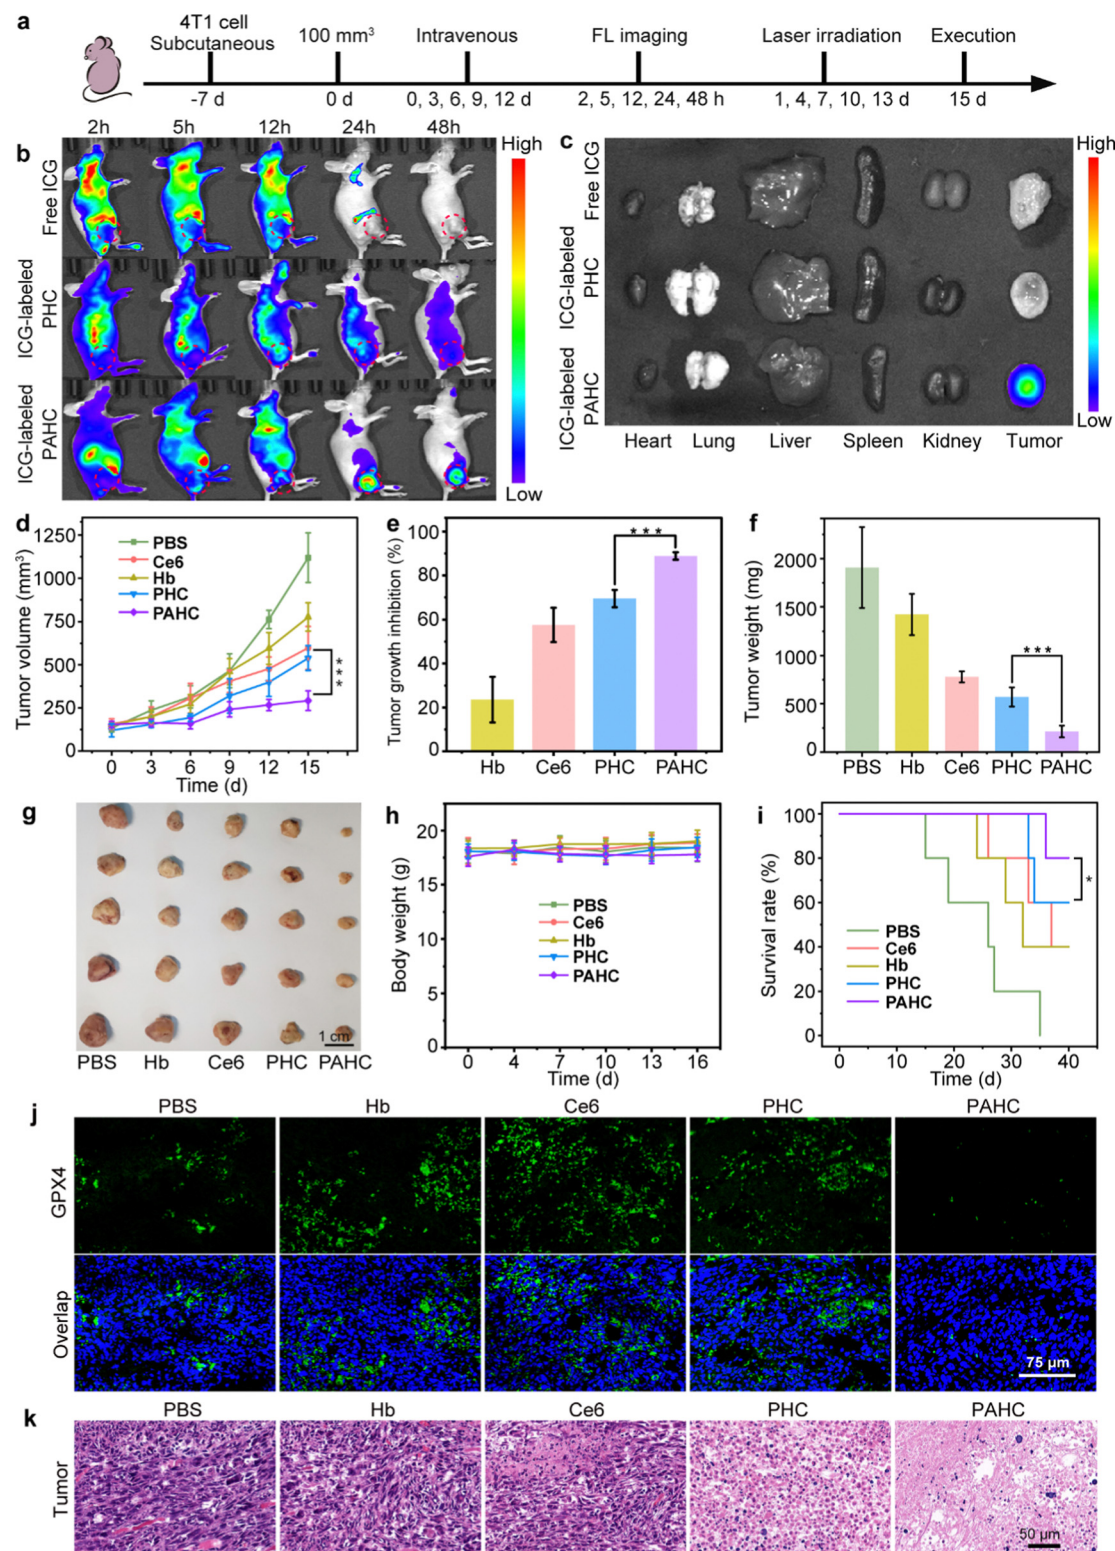 a
4T1 cell
Subcutaneous
100 mm³
Intravenous
FL imaging
Laser irradiation
Execution
-7 d
0 d
0, 3, 6, 9, 12 d
2, 5, 12, 24, 48 h
1, 4, 7, 10, 13 d
15 d
b
2h
5h
12h
24h
48h
Free ICG
ICG-labeled
PHC
ICG-labeled
PAHC
High
Low
c
Free ICG
ICG-labeled
PHC
ICG-labeled
PAHC
Heart
Lung
Liver
Spleen
Kidney
Tumor
High
Low
d
Tumor volume (mm³)
1250
1000
750
500
250
0
PBS
Ce6
Hb
PHC
PAHC
***
0
3
6
9
12
15
Time (d)
e
Tumor growth inhibition (%)
100
80
60
40
20
0
***
Hb
Ce6
PHC
PAHC
f
Tumor weight (mg)
2000
1500
1000
750
500
250
0
***
PBS
Hb
Ce6
PHC
PAHC
g
1 cm
PBS
Hb
Ce6
PHC
PAHC
h
Body weight (g)
20
15
10
5
0
PBS
Ce6
Hb
PHC
PAHC
0
4
7
10
13
16
Time (d)
i
Survival rate (%)
100
80
60
40
20
0
*
PBS
Ce6
Hb
PHC
PAHC
0
10
20
30
40
Time (d)
j
PBS
Hb
Ce6
PHC
PAHC
GPX4
Overlap
75 µm
k
PBS
Hb
Ce6
PHC
PAHC
Tumor
50 µm